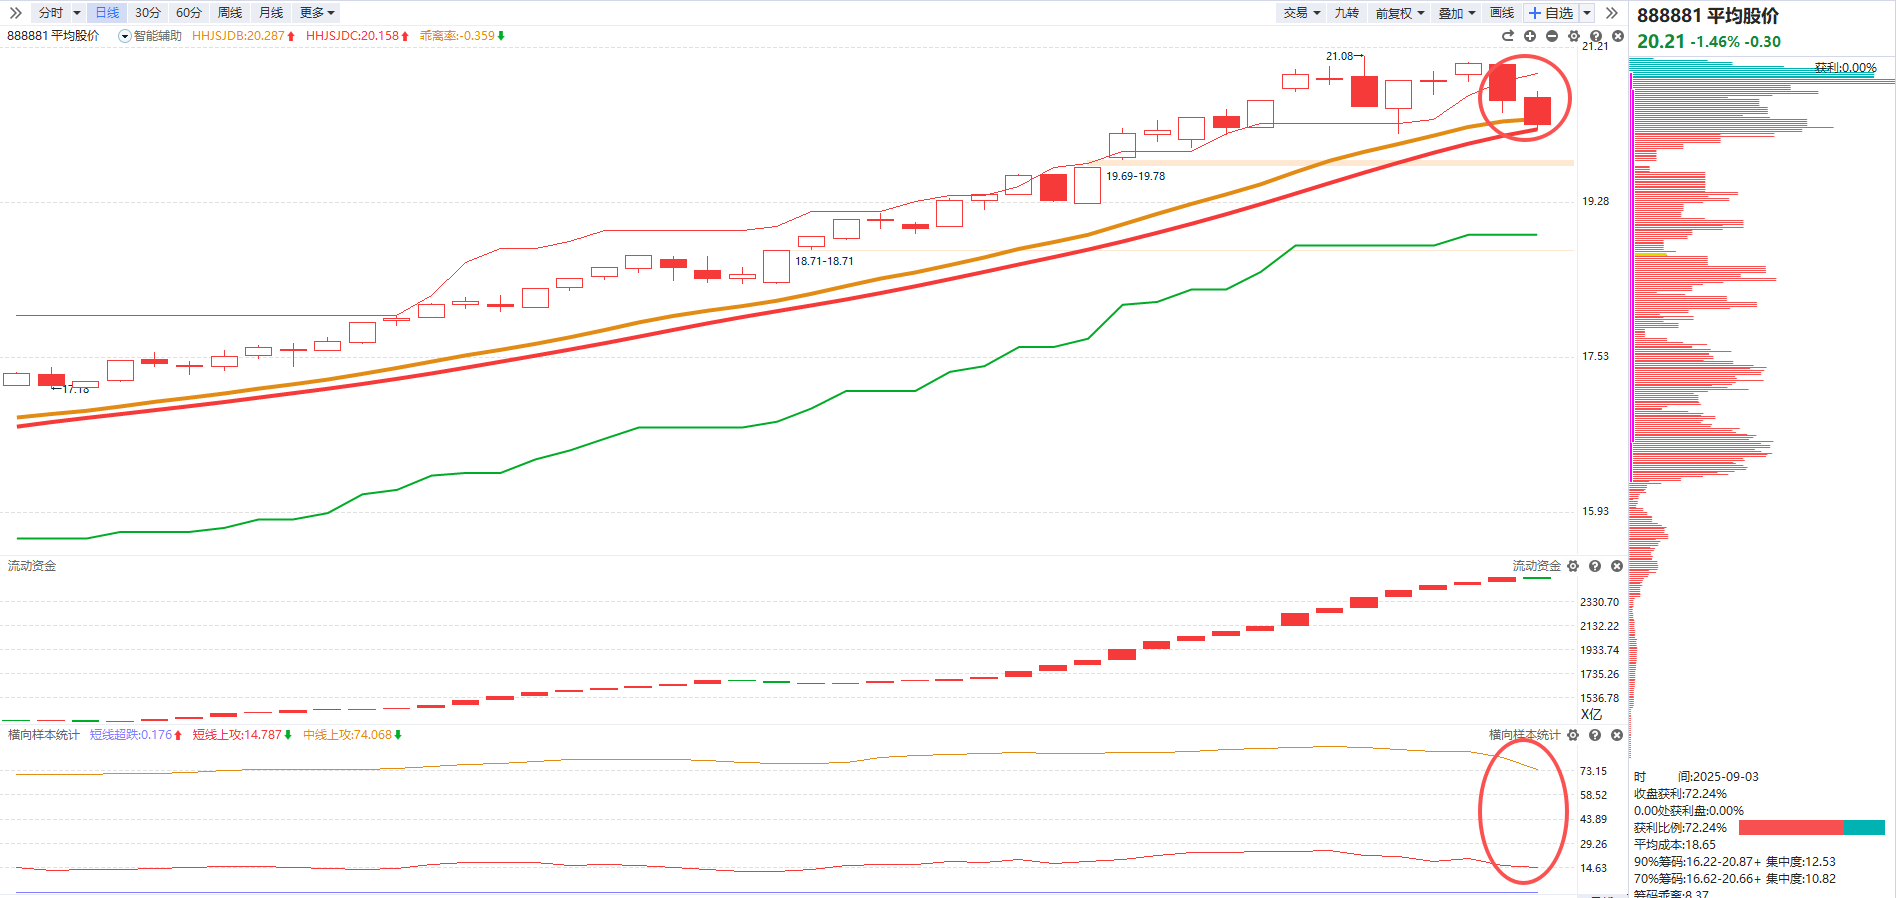 分时 日线 30分 60分 周线 月线 更多 交易 九转 前复权 叠加 画线 +自选
888881 平均股价 智能辅助 HHJSJDB:20.287 HHJSJDC:20.158 乖离率:-0.359
888881 平均股价
20.21 -1.46% -0.30
获利:0.00%
21.21
21.08→
19.69-19.78
19.28
18.71-18.71
17.53
←17.18
15.93
流动资金 流动资金
2330.70
2132.22
1933.74
1735.26
1536.78
X亿
横向样本统计 短线超跌:0.176 短线上攻:14.787 中线上攻:74.068 横向样本统计
73.15
58.52
43.89
29.26
14.63
时 间:2025-09-03
收盘获利:72.24%
0.00处获利盘:0.00%
获利比例:72.24%
平均成本:18.65
90%筹码:16.22-20.87+ 集中度:12.53
70%筹码:16.62-20.66+ 集中度:10.82
筹码乖离:8.37